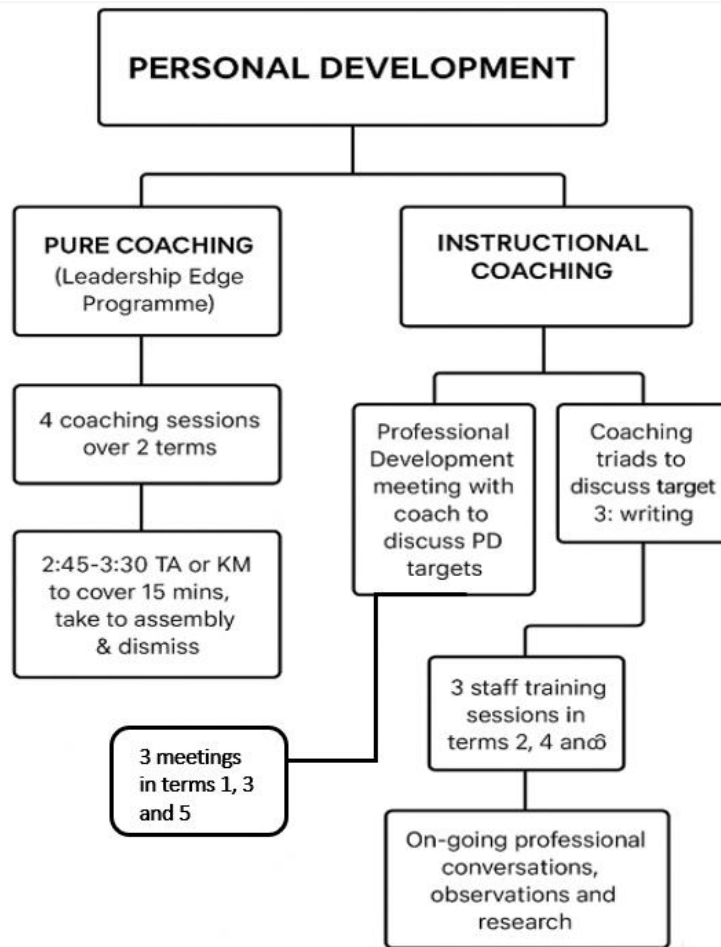 PERSONAL DEVELOPMENT
PURE COACHING
(Leadership Edge
Programme)
4 coaching sessions
over 2 terms
2:45-3:30 TA or KM
to cover 15 mins,
take to assembly
& dismiss
INSTRUCTIONAL
COACHING
Professional
Development
meeting with
coach to
discuss PD
targets
3 meetings
in terms 1, 3
and 5
Coaching
triads to
discuss target
3: writing
3 staff training
sessions in
terms 2, 4
On-going professional
conversations,
observations and
research